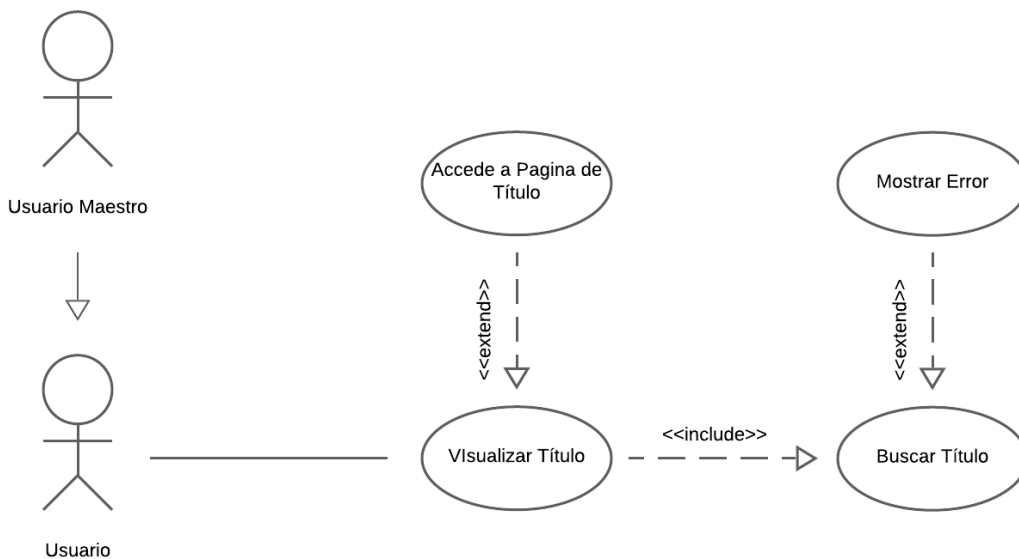 Usuario Maestro
Accede a Pagina de
Título
Mostrar Error
<<extend>>
<<extend>>
VIsualizar Título
<<include>>
Buscar Título
Usuario